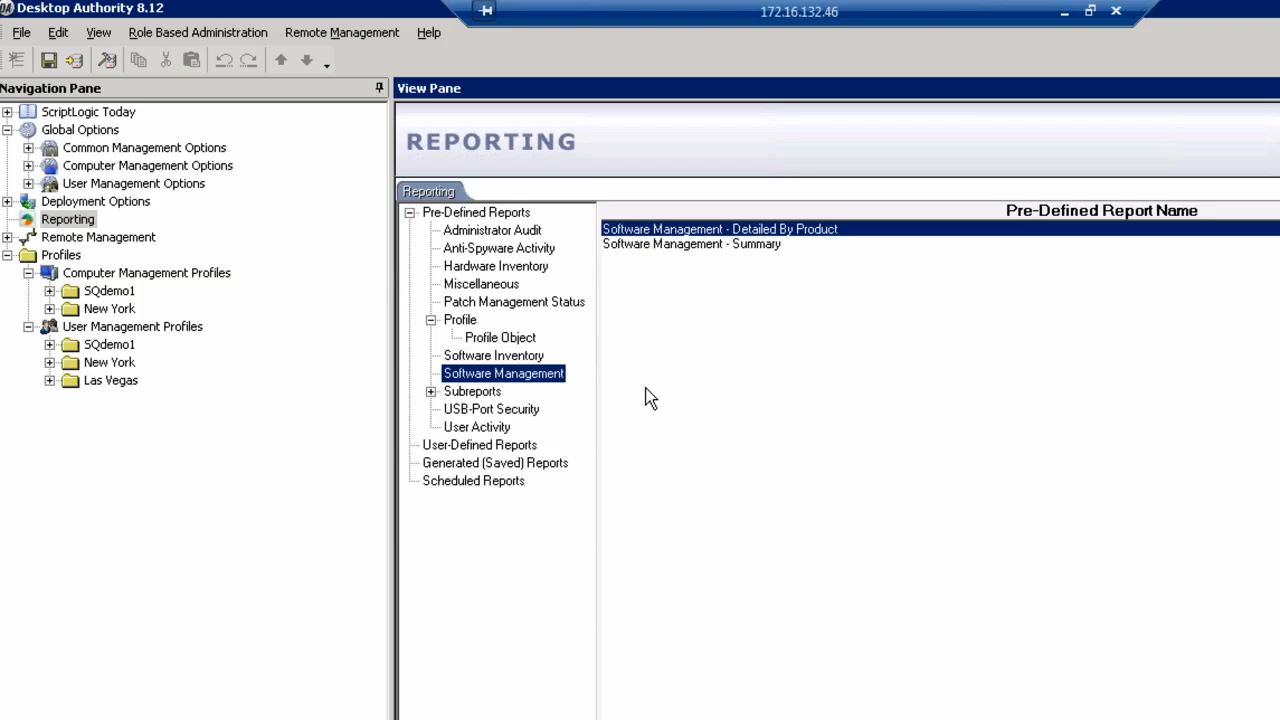 Desktop Authority 8.12
172.16.132.46
File Edit View Role Based Administration Remote Management Help
Navigation Pane
ScriptLogic Today
Global Options
Common Management Options
Computer Management Options
User Management Options
Deployment Options
Reporting
Remote Management
Profiles
Computer Management Profiles
SQdemo1
New York
User Management Profiles
SQdemo1
New York
Las Vegas
View Pane
REPORTING
Reporting
Pre-Defined Reports
Administrator Audit
Anti-Spyware Activity
Hardware Inventory
Miscellaneous
Patch Management Status
Profile
Profile Object
Software Inventory
Software Management
Subreports
USB-Port Security
User Activity
User-Defined Reports
Generated (Saved) Reports
Scheduled Reports
Pre-Defined Report Name
Software Management - Detailed By Product
Software Management - Summary